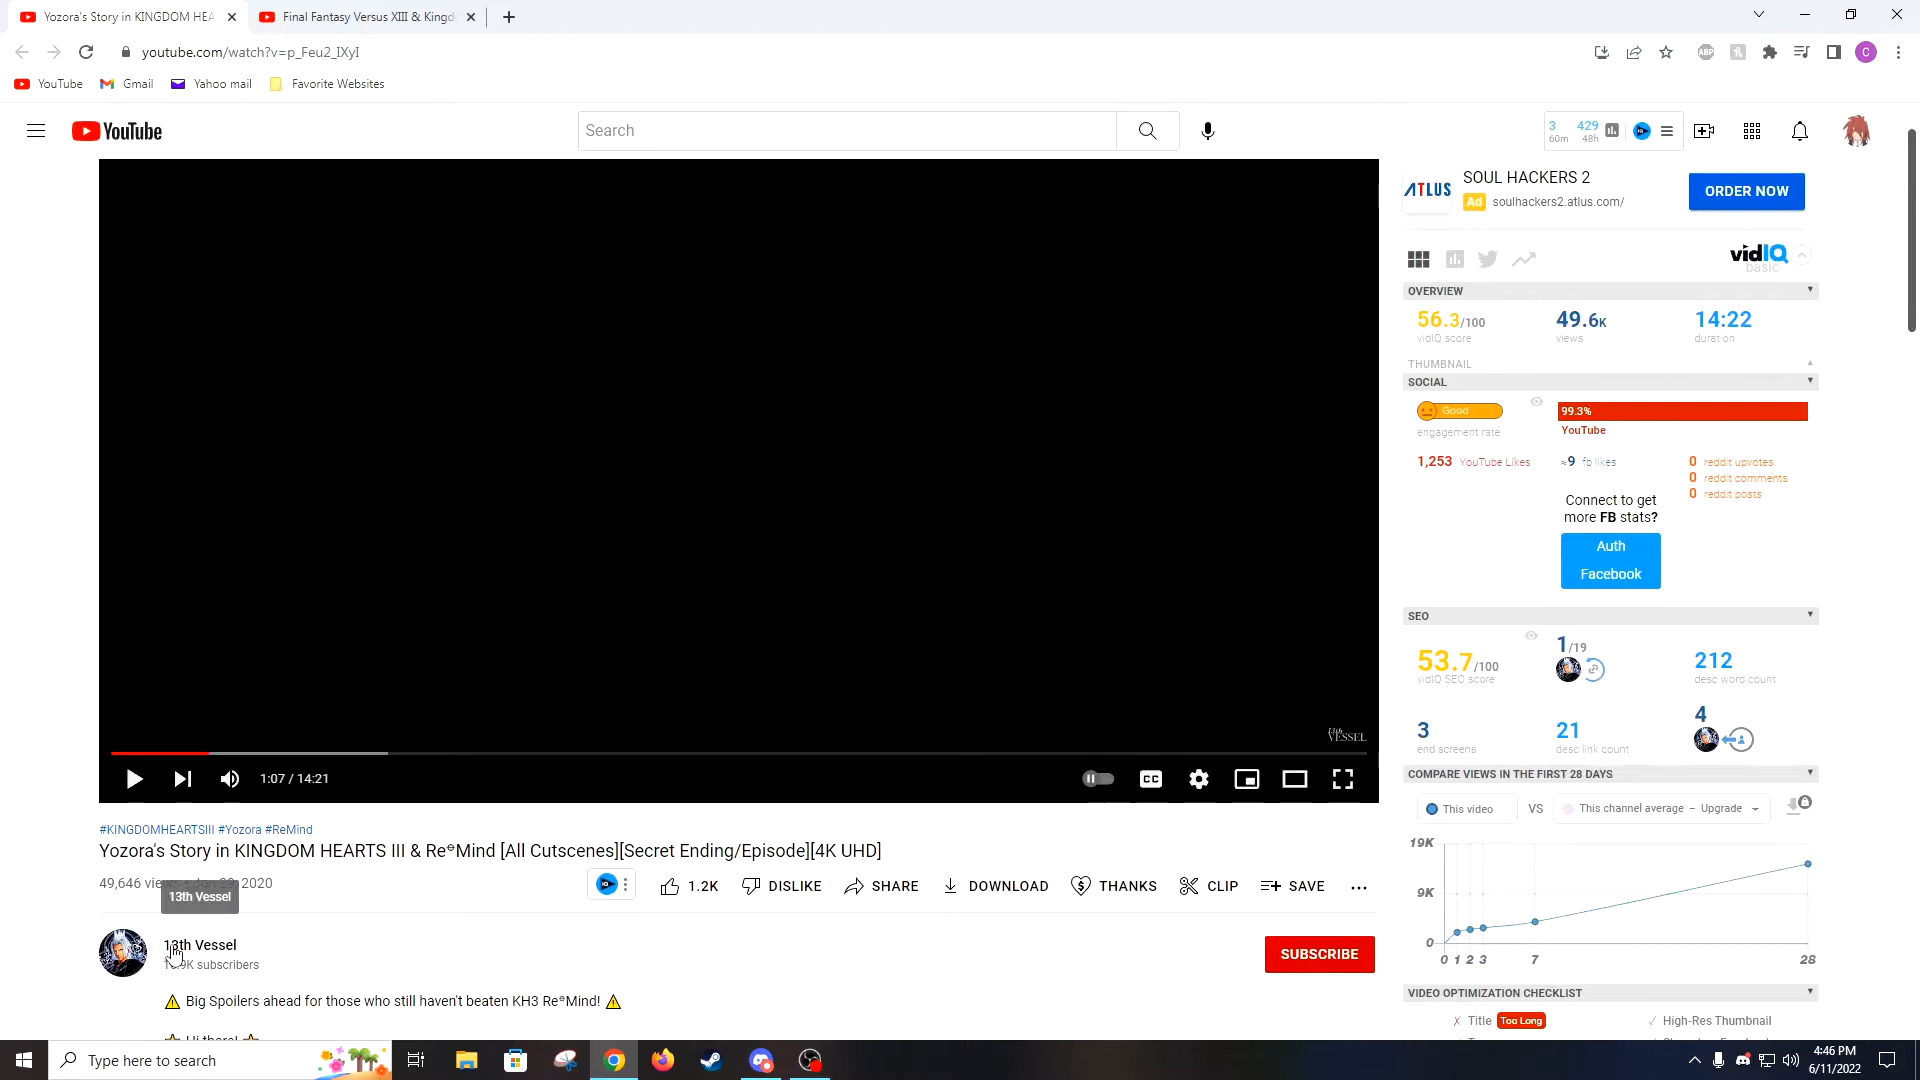 Yozora's Story in KINGDOM HEA
Final Fantasy Versus XIII & Kingd
youtube.com/watch?v=p_Feu2_IXyI
ABP
C
YouTube
Gmail
Yahoo mail
Favorite Websites
YouTube
Search
3
60m
429
48h
ATLUS
SOUL HACKERS 2
Ad
soulhackers2.atlus.com/
ORDER NOW
vidIQ
basic
OVERVIEW
56.3/100
vidIQ score
49.6K
views
14:22
duration
THUMBNAIL
SOCIAL
Good
engagement rate
99.3%
YouTube
1,253 YouTube Likes
≈9 fb likes
0 reddit upvotes
0 reddit comments
0 reddit posts
Connect to get
more FB stats?
Auth
Facebook
SEO
53.7/100
vidIQ SEO score
1/19
212
desc word count
3
end screens
21
desc link count
4
13th
VESSEL
1:07 / 14:21
CC
COMPARE VIEWS IN THE FIRST 28 DAYS
This video
VS
This channel average – Upgrade
19K
9K
0
0 1 2 3 7 28
#KINGDOMHEARTSIII #Yozora #ReMind
Yozora's Story in KINGDOM HEARTS III & Re℗Mind [All Cutscenes][Secret Ending/Episode][4K UHD]
49,646 2020
13th Vessel
1.2K
DISLIKE
SHARE
DOWNLOAD
THANKS
CLIP
SAVE
13th Vessel
subscribers
SUBSCRIBE
Big Spoilers ahead for those who still haven't beaten KH3 Re℗Mind!
Hi there!
VIDEO OPTIMIZATION CHECKLIST
Title Too Long
High-Res Thumbnail
Type here to search
4:46 PM
6/11/2022